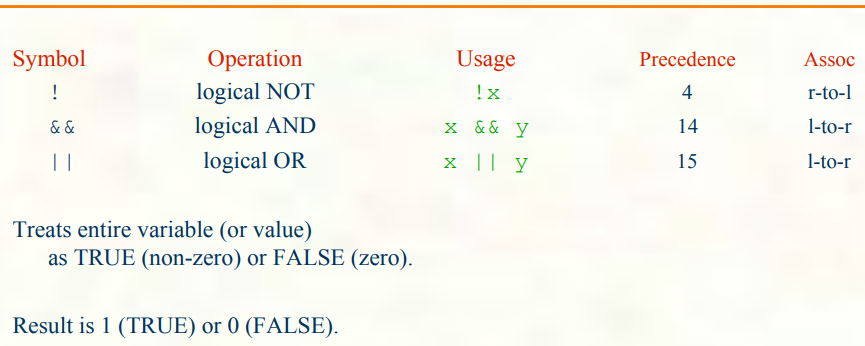 Symbol Operation Usage Precedence Assoc
! logical NOT !x 4 r-to-l
&& logical AND x && y 14 l-to-r
|| logical OR x || y 15 l-to-r
Treats entire variable (or value)
as TRUE (non-zero) or FALSE (zero).
Result is 1 (TRUE) or 0 (FALSE).